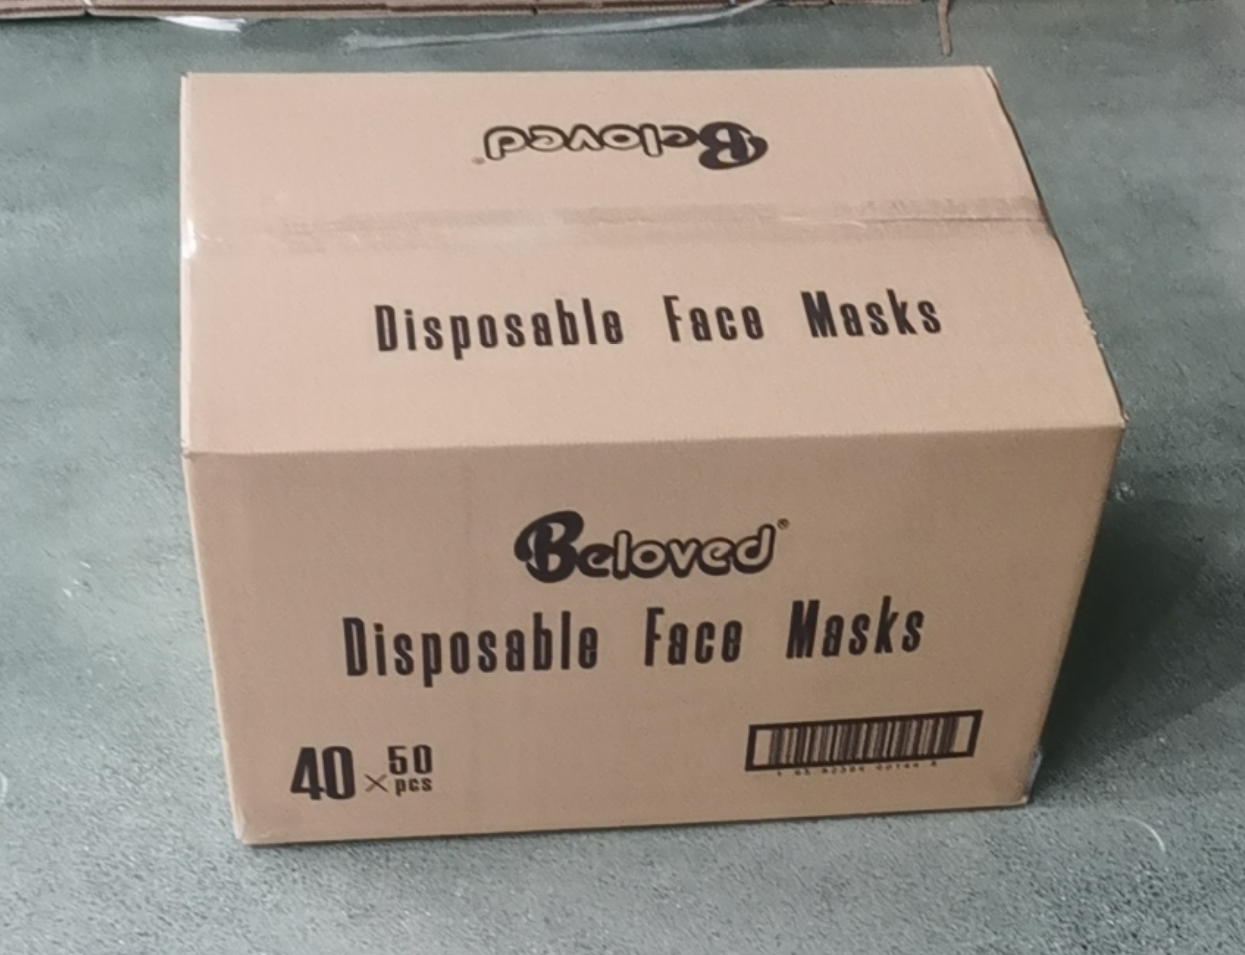 Beloved®
Disposable Face Masks
Beloved®
Disposable Face Masks
40 × 50 pcs